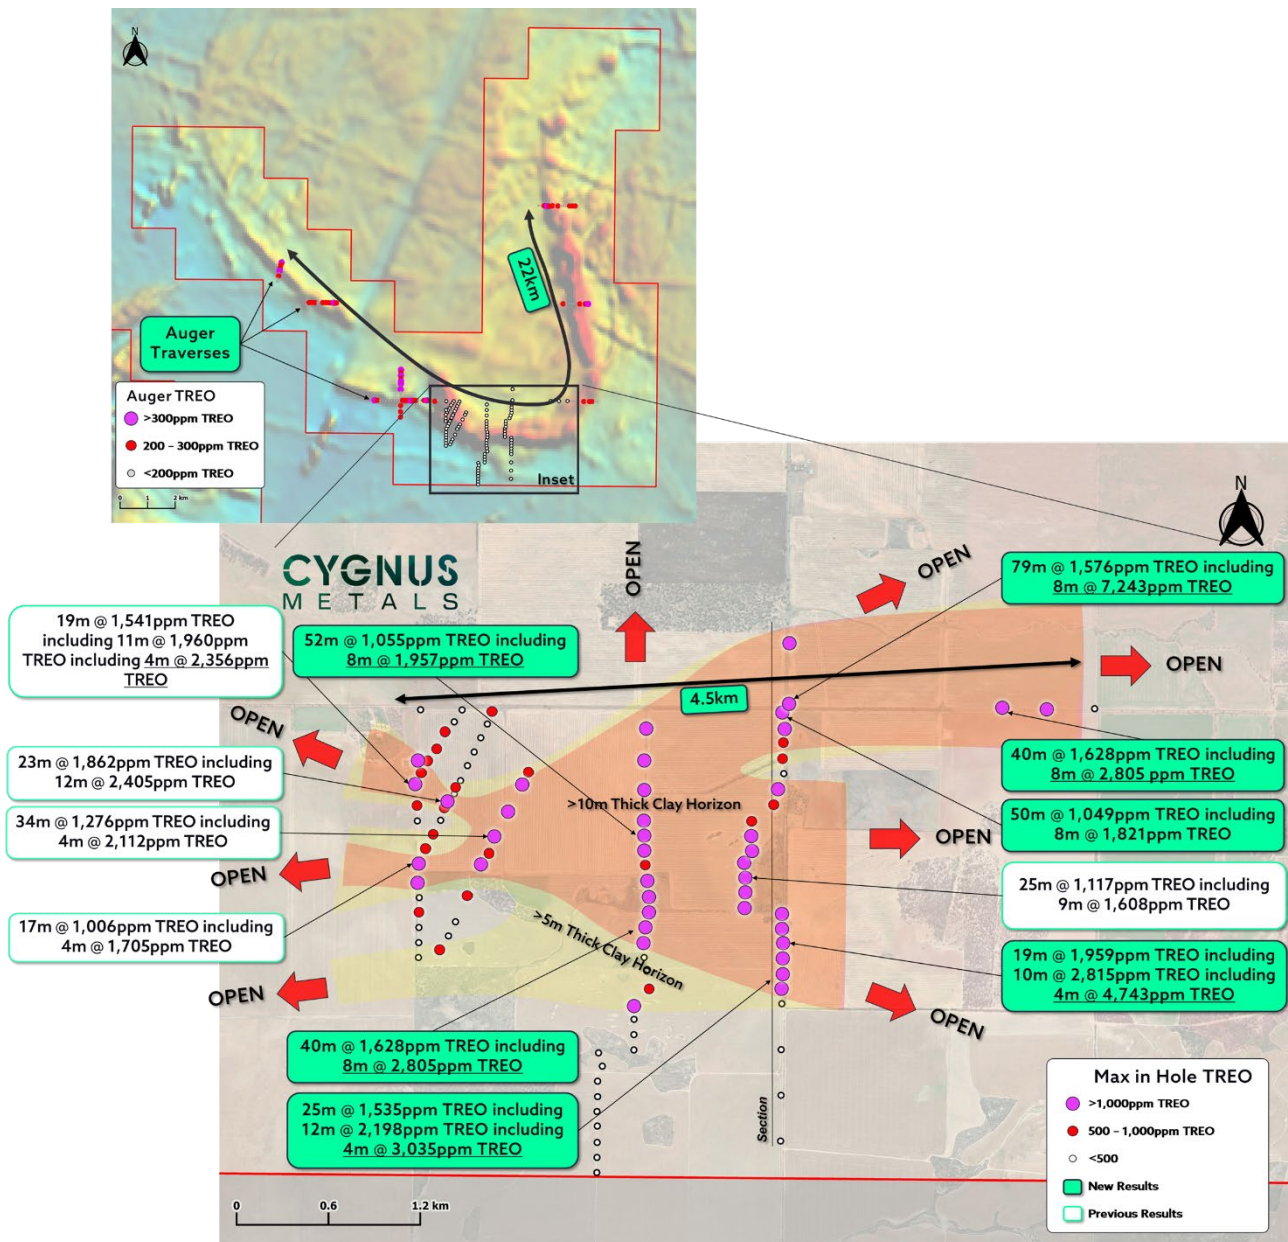 N
22km
Auger
Traverses
Auger TREO
>300ppm TREO
200 – 300ppm TREO
<200ppm TREO
0 1 2 km
Inset
N
CYGNUS
METALS
OPEN
OPEN
79m @ 1,576ppm TREO including
8m @ 7,243ppm TREO
19m @ 1,541ppm TREO
including 11m @ 1,960ppm
TREO including 4m @ 2,356ppm
TREO
52m @ 1,055ppm TREO including
8m @ 1,957ppm TREO
OPEN
4.5km
OPEN
23m @ 1,862ppm TREO including
12m @ 2,405ppm TREO
40m @ 1,628ppm TREO including
8m @ 2,805 ppm TREO
>10m Thick Clay Horizon
34m @ 1,276ppm TREO including
4m @ 2,112ppm TREO
50m @ 1,049ppm TREO including
8m @ 1,821ppm TREO
OPEN
OPEN
25m @ 1,117ppm TREO including
9m @ 1,608ppm TREO
17m @ 1,006ppm TREO including
4m @ 1,705ppm TREO
>5m Thick Clay Horizon
19m @ 1,959ppm TREO including
10m @ 2,815ppm TREO including
4m @ 4,743ppm TREO
OPEN
OPEN
40m @ 1,628ppm TREO including
8m @ 2,805ppm TREO
25m @ 1,535ppm TREO including
12m @ 2,198ppm TREO including
4m @ 3,035ppm TREO
Section
Max in Hole TREO
>1,000ppm TREO
500 – 1,000ppm TREO
<500
New Results
Previous Results
0 0.6 1.2 km